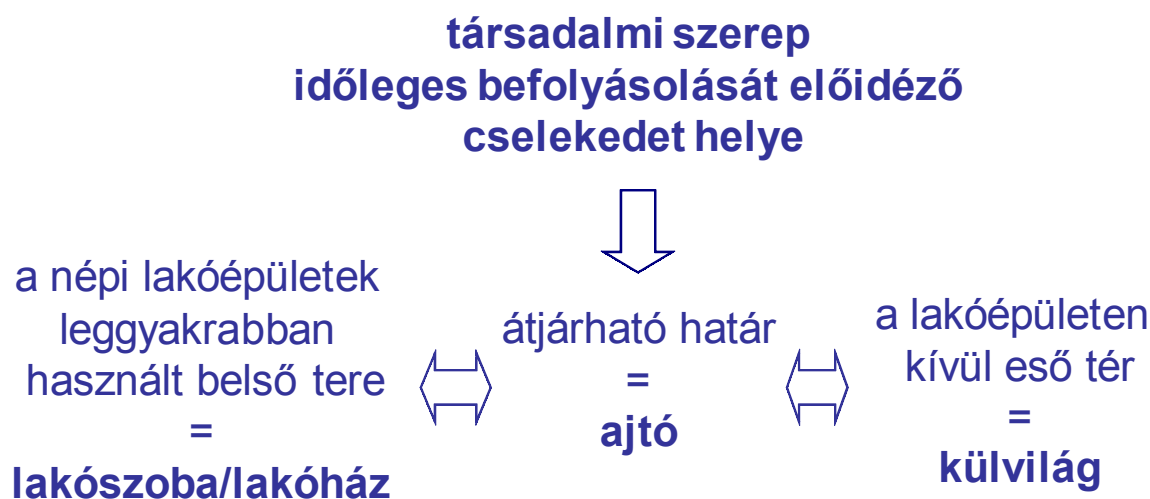 társadalmi szerep
időleges befolyásolását előidéző
cselekedet helye
a népi lakóépületek
leggyakrabban
használt belső tere
=
lakószoba/lakóház
átjárható határ
=
ajtó
a lakóépületen
kívül eső tér
=
külvilág